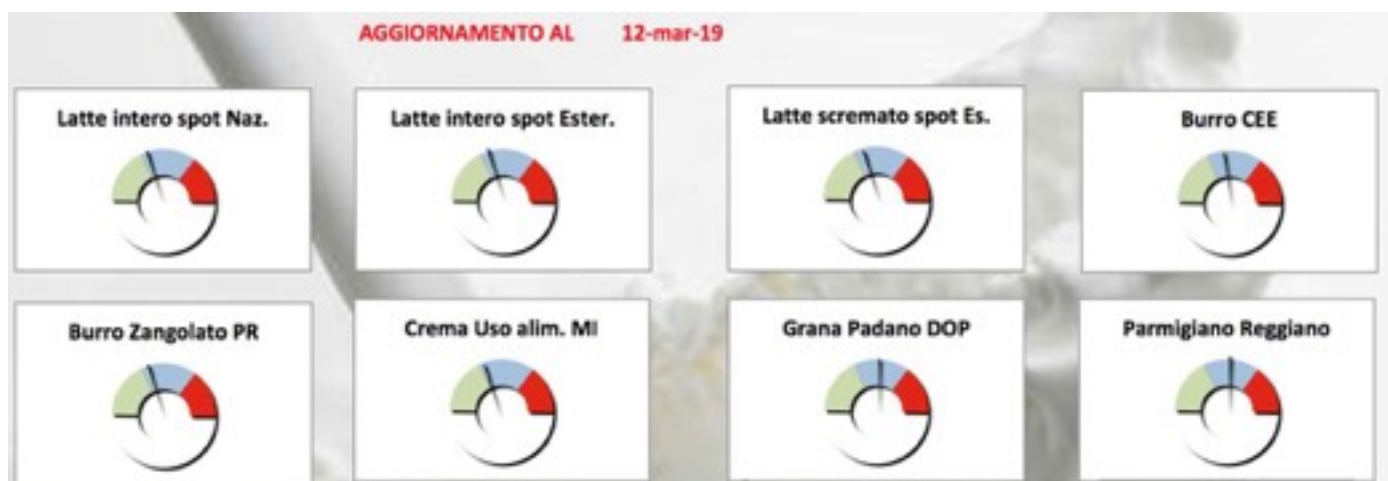 AGGIORNAMENTO AL 12-mar-19
Latte intero spot Naz.
Latte intero spot Ester.
Latte scremato spot Es.
Burro CEE
Burro Zangolato PR
Crema Uso alim. MI
Grana Padano DOP
Parmigiano Reggiano